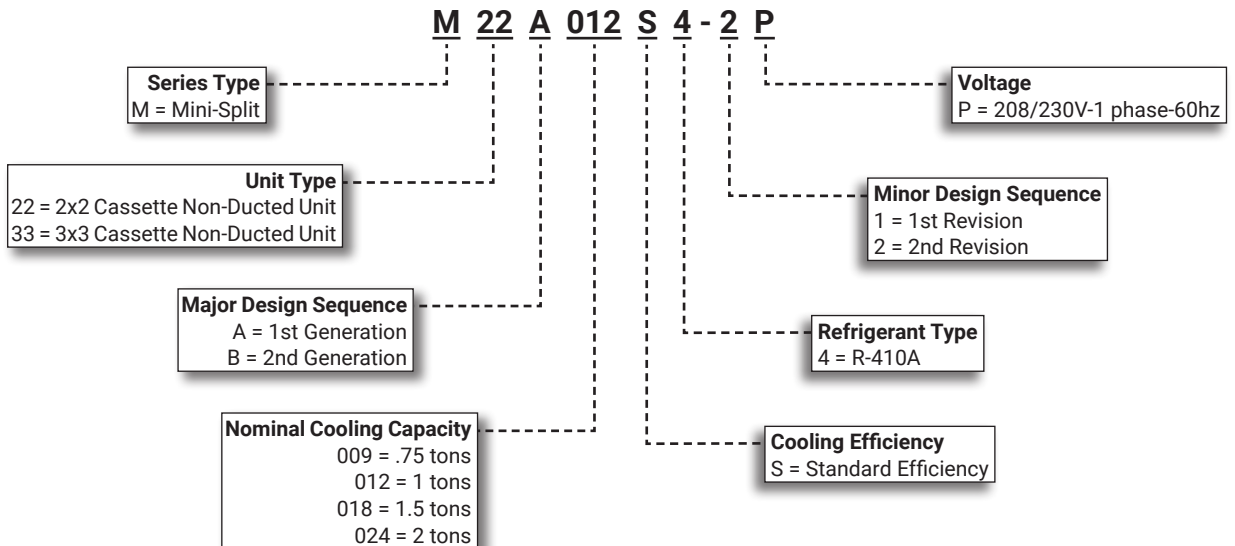 M 22 A 012 S 4 - 2 P
Series Type
M = Mini-Split
Unit Type
22 = 2x2 Cassette Non-Ducted Unit
33 = 3x3 Cassette Non-Ducted Unit
Major Design Sequence
A = 1st Generation
B = 2nd Generation
Nominal Cooling Capacity
009 = .75 tons
012 = 1 tons
018 = 1.5 tons
024 = 2 tons
Voltage
P = 208/230V-1 phase-60hz
Minor Design Sequence
1 = 1st Revision
2 = 2nd Revision
Refrigerant Type
4 = R-410A
Cooling Efficiency
S = Standard Efficiency